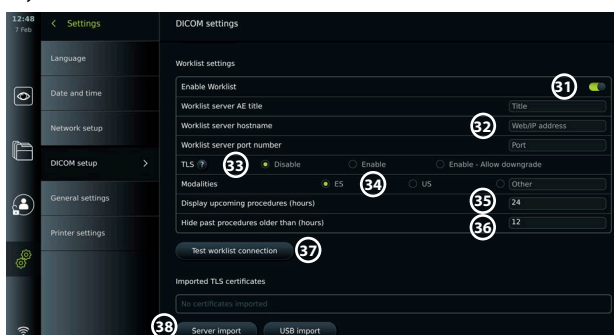 12:48
7 Feb
Settings
DICOM settings
Language
Date and time
Network setup
DICOM setup
General settings
Printer settings
Worklist settings
Enable Worklist 31
Worklist server AE title Title
Worklist server hostname 32 Web/IP address
Worklist server port number Port
TLS ? 33 Disable Enable Enable - Allow downgrade
Modalities ES 34 US Other
Display upcoming procedures (hours) 35 24
Hide past procedures older than (hours) 36 12
Test worklist connection 37
Imported TLS certificates
No certificates imported
38 Server import USB import